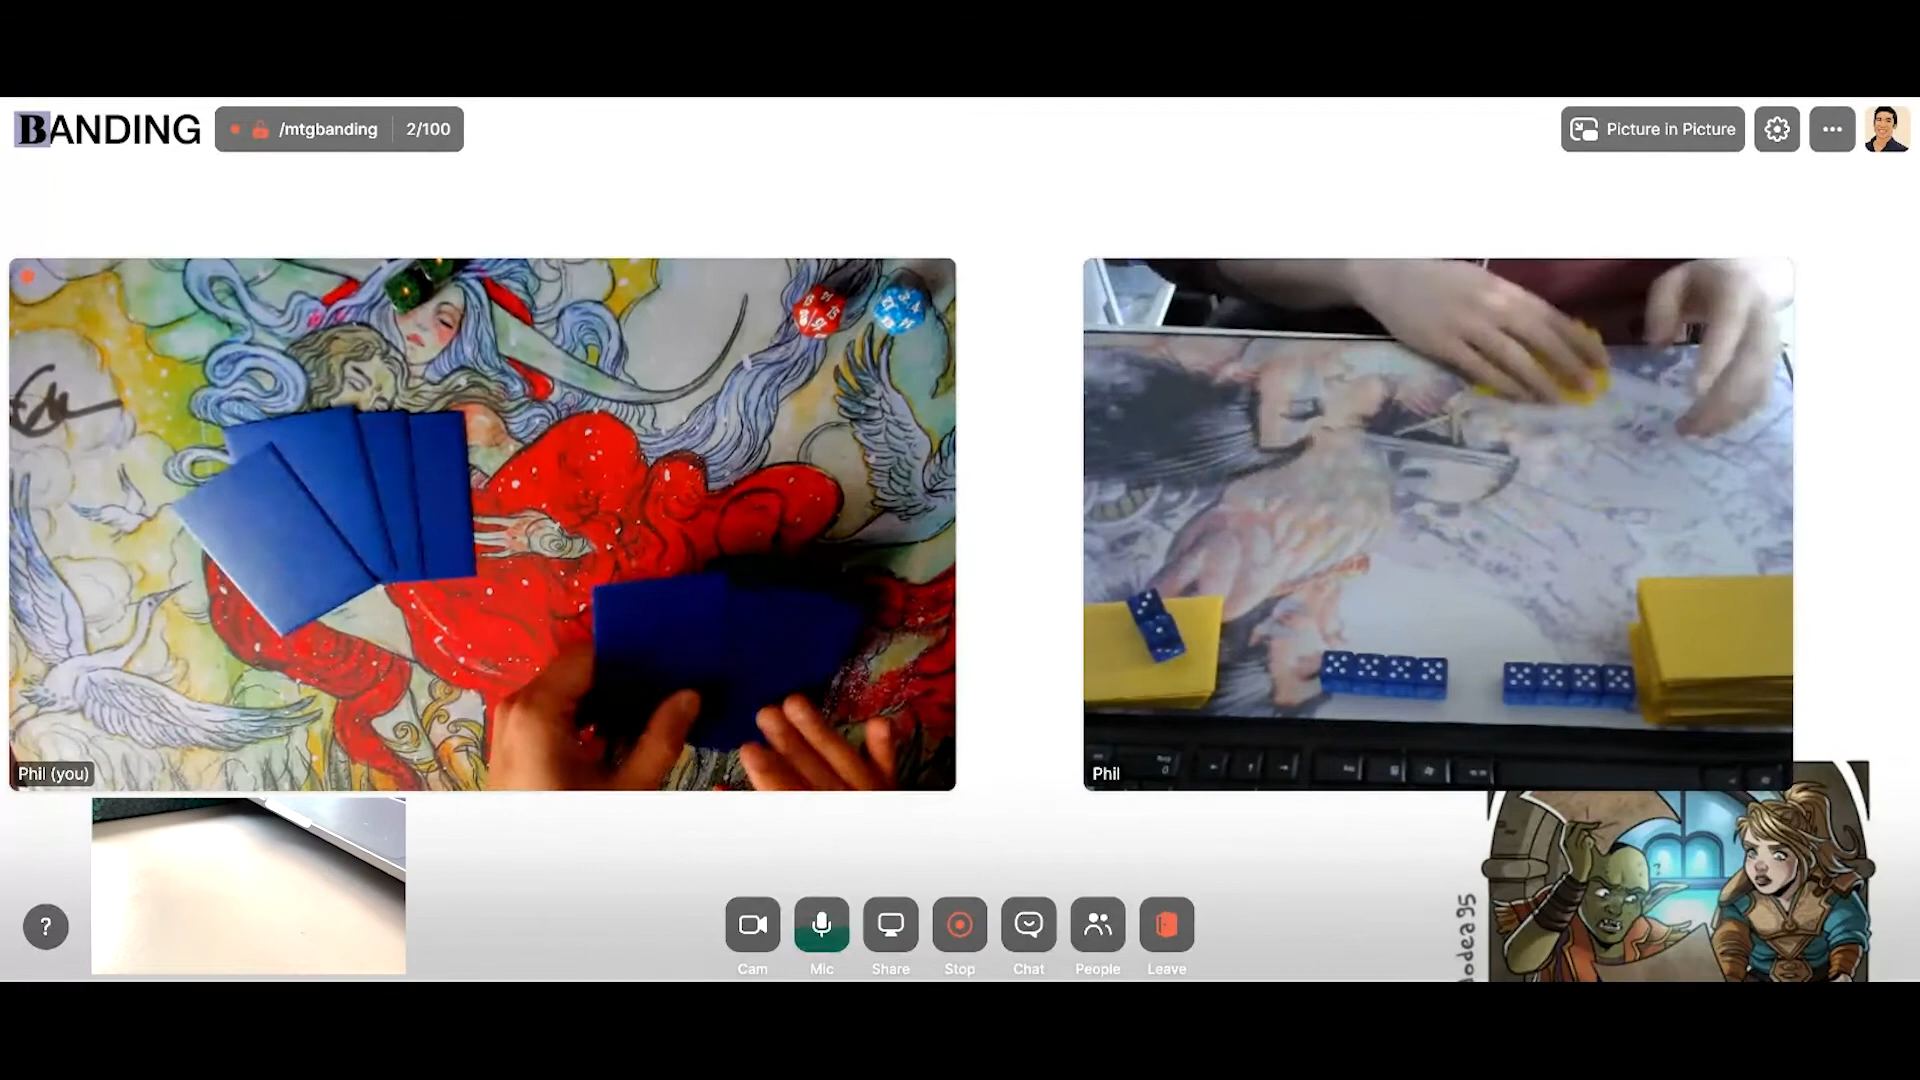 BANDING
/mtgbanding 2/100
Picture in Picture
Phil (you)
Phil
?
Cam Mic Share Stop Chat People Leave